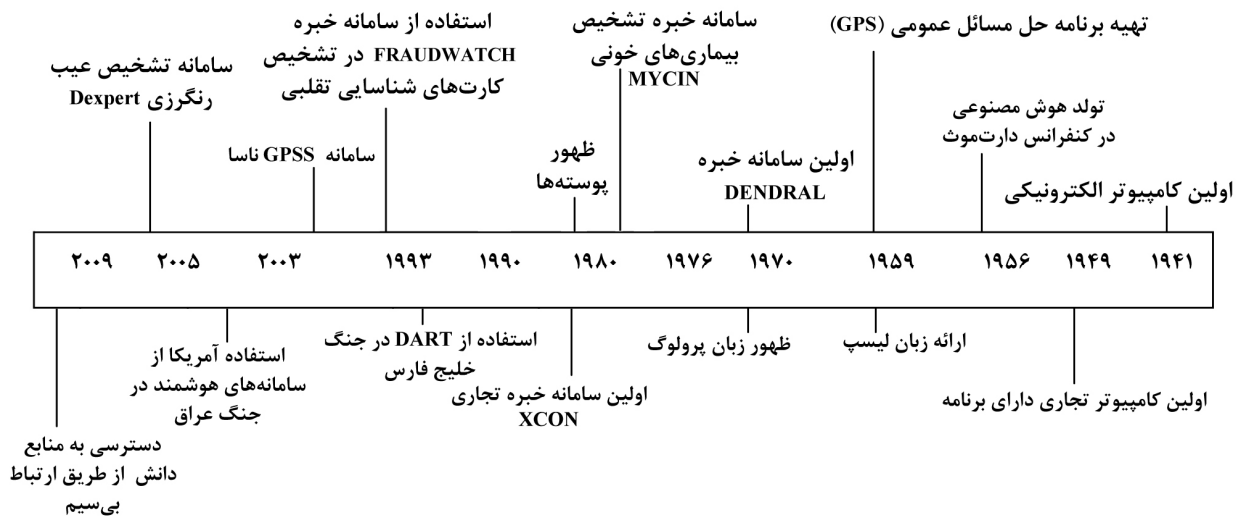 تهیه برنامه حل مسائل عمومی (GPS)
تولد هوش مصنوعی
در کنفرانس دارت‌موث
اولین کامپیوتر الکترونیکی
سامانه خبره تشخیص
بیماری‌های خونی
MYCIN
اولین سامانه خبره
DENDRAL
ظهور
پوسته‌ها
استفاده از سامانه خبره
FRAUDWATCH در تشخیص
کارت‌های شناسایی تقلبی
سامانه GPSS ناسا
سامانه تشخیص عیب
رنگرزی Dexpert
۱۹۴۱ ۱۹۴۹ ۱۹۵۶ ۱۹۵۹ ۱۹۷۰ ۱۹۷۶ ۱۹۸۰ ۱۹۹۰ ۱۹۹۳ ۲۰۰۳ ۲۰۰۵ ۲۰۰۹
اولین کامپیوتر تجاری دارای برنامه
ارائه زبان لیسپ
ظهور زبان پرولوگ
اولین سامانه خبره تجاری
XCON
استفاده از DART در جنگ
خلیج فارس
استفاده آمریکا از
سامانه‌های هوشمند در
جنگ عراق
دسترسی به منابع
دانش از طریق ارتباط
بی‌سیم